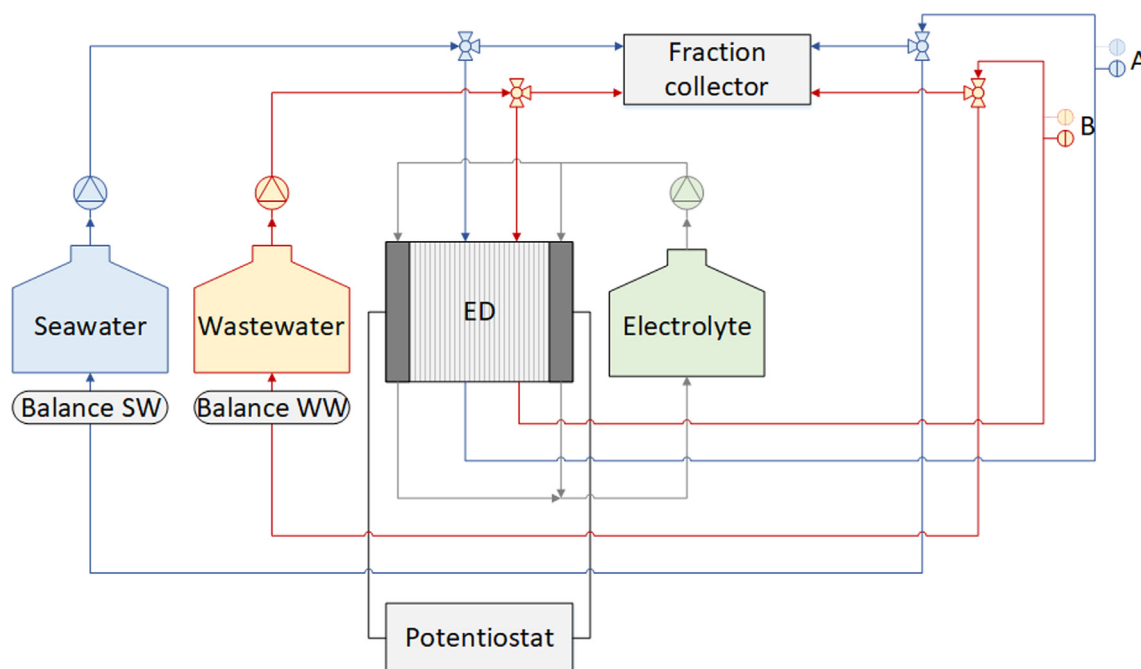 Fraction
collector
A
B
Seawater
Wastewater
ED
Electrolyte
Balance SW
Balance WW
Potentiostat